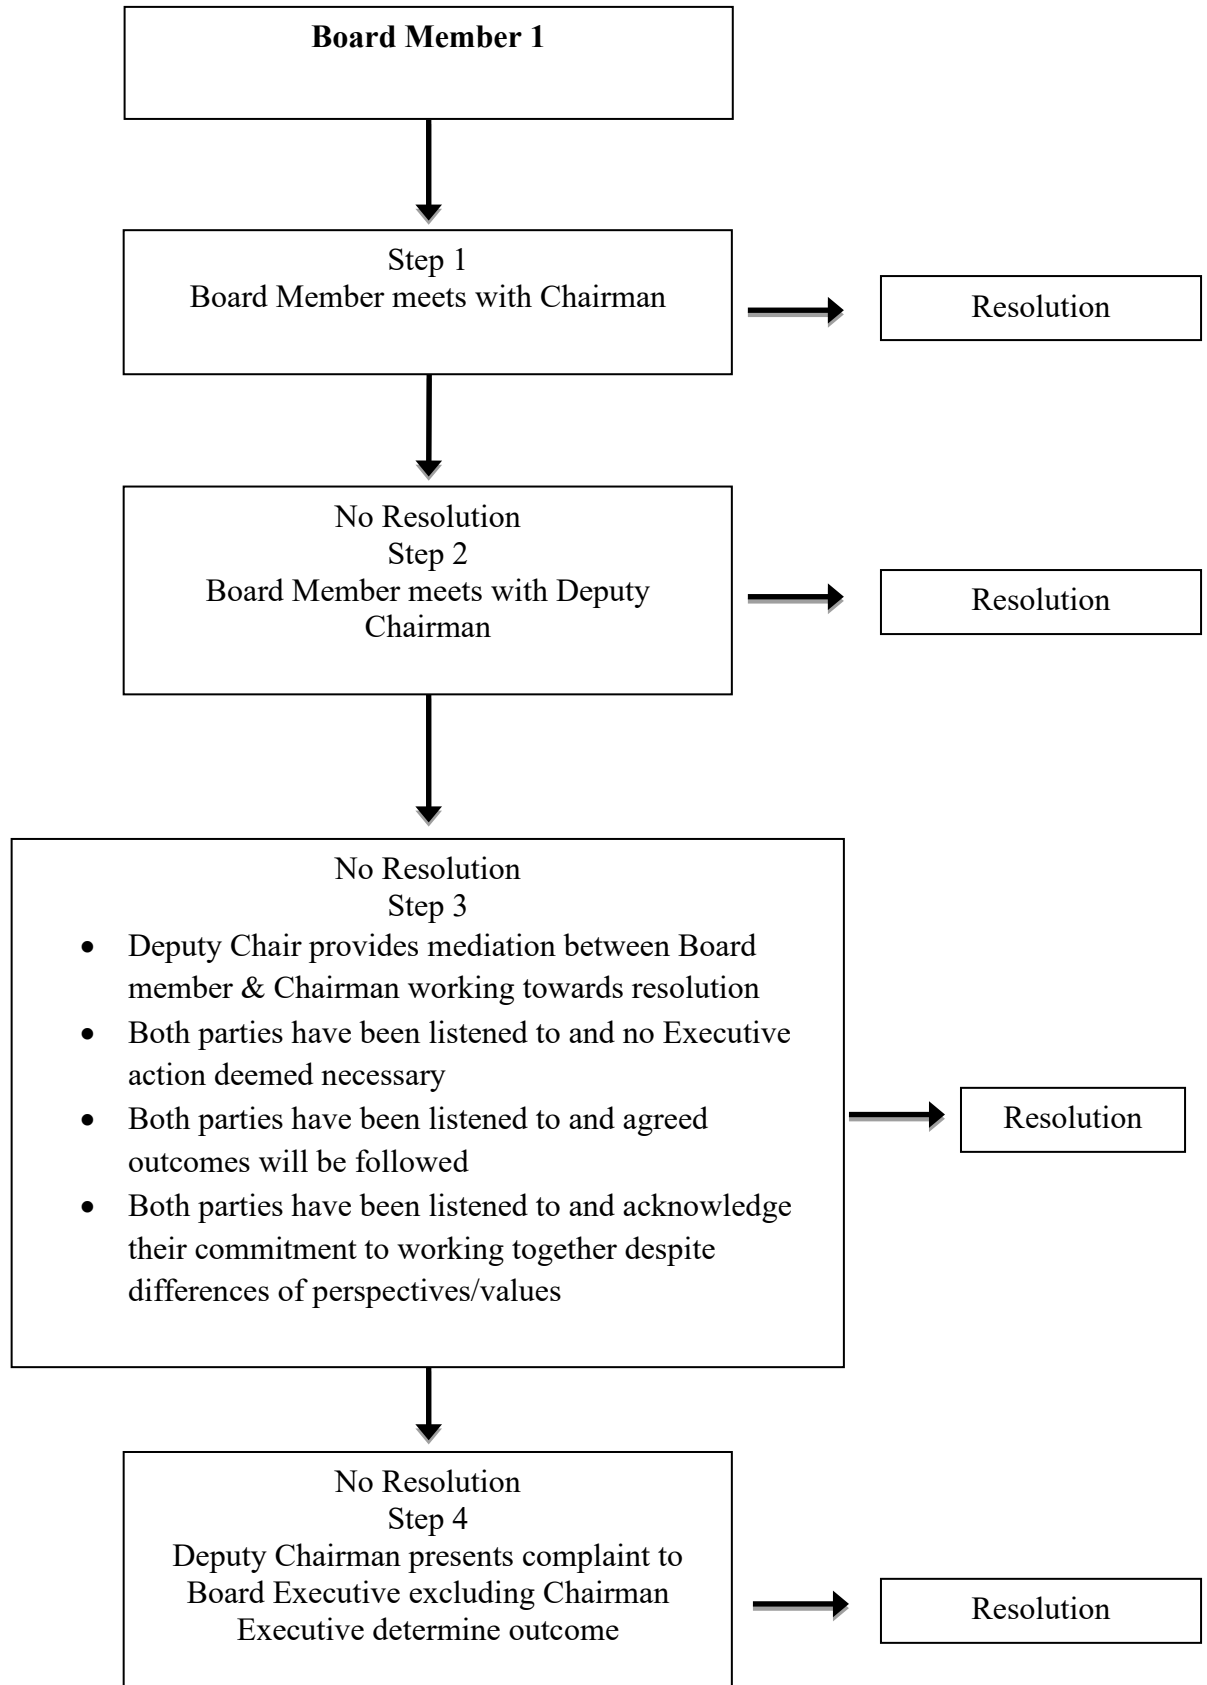 Board Member 1
Step 1
Board Member meets with Chairman
Resolution
No Resolution
Step 2
Board Member meets with Deputy
Chairman
Resolution
No Resolution
Step 3
• Deputy Chair provides mediation between Board
member & Chairman working towards resolution
• Both parties have been listened to and no Executive
action deemed necessary
• Both parties have been listened to and agreed
outcomes will be followed
• Both parties have been listened to and acknowledge
their commitment to working together despite
differences of perspectives/values
Resolution
No Resolution
Step 4
Deputy Chairman presents complaint to
Board Executive excluding Chairman
Executive determine outcome
Resolution